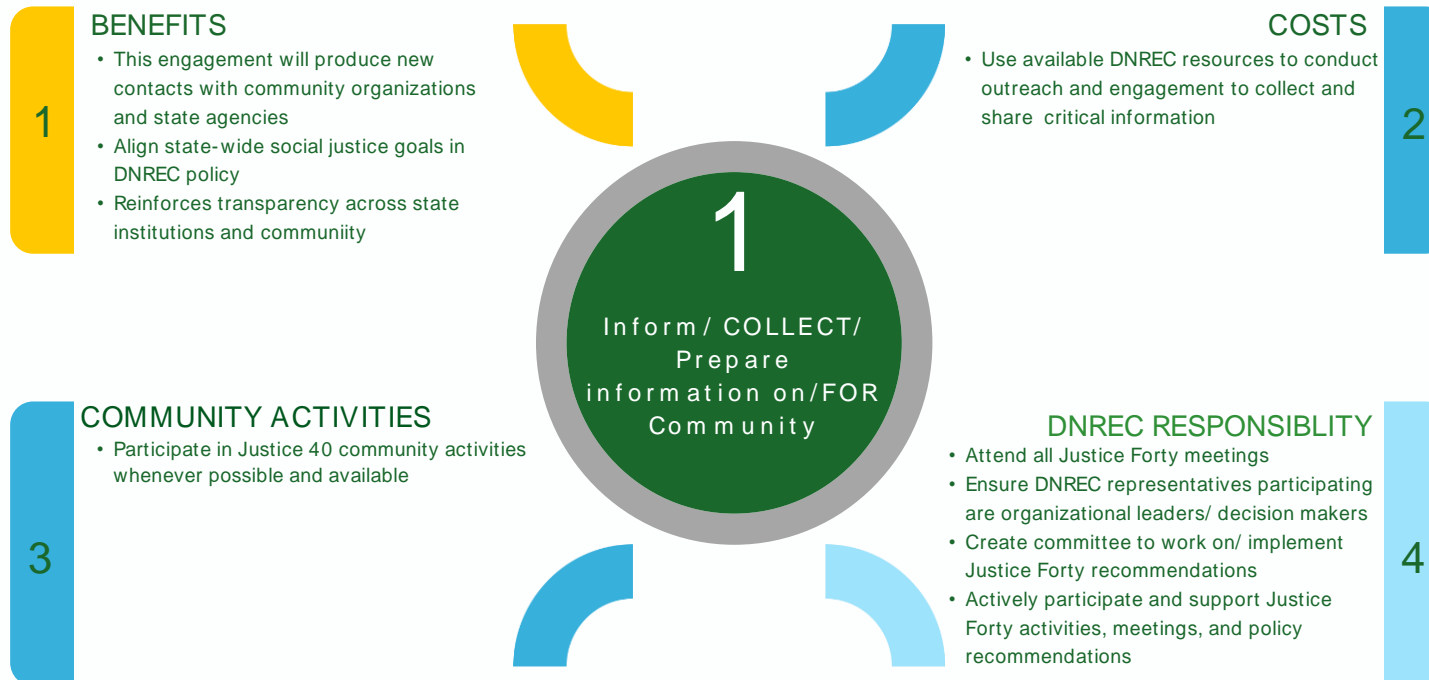 BENEFITS
• This engagement will produce new
contacts with community organizations
and state agencies
• Align state-wide social justice goals in
DNREC policy
• Reinforces transparency across state
institutions and communiity
1
COSTS
• Use available DNREC resources to conduct
outreach and engagement to collect and
share critical information
2
1
Inform/ COLLECT/
Prepare
information on/FOR
Community
COMMUNITY ACTIVITIES
• Participate in Justice 40 community activities
whenever possible and available
3
DNREC RESPONSIBLITY
• Attend all Justice Forty meetings
• Ensure DNREC representatives participating
are organizational leaders/ decision makers
• Create committee to work on/ implement
Justice Forty recommendations
• Actively participate and support Justice
Forty activities, meetings, and policy
recommendations
4